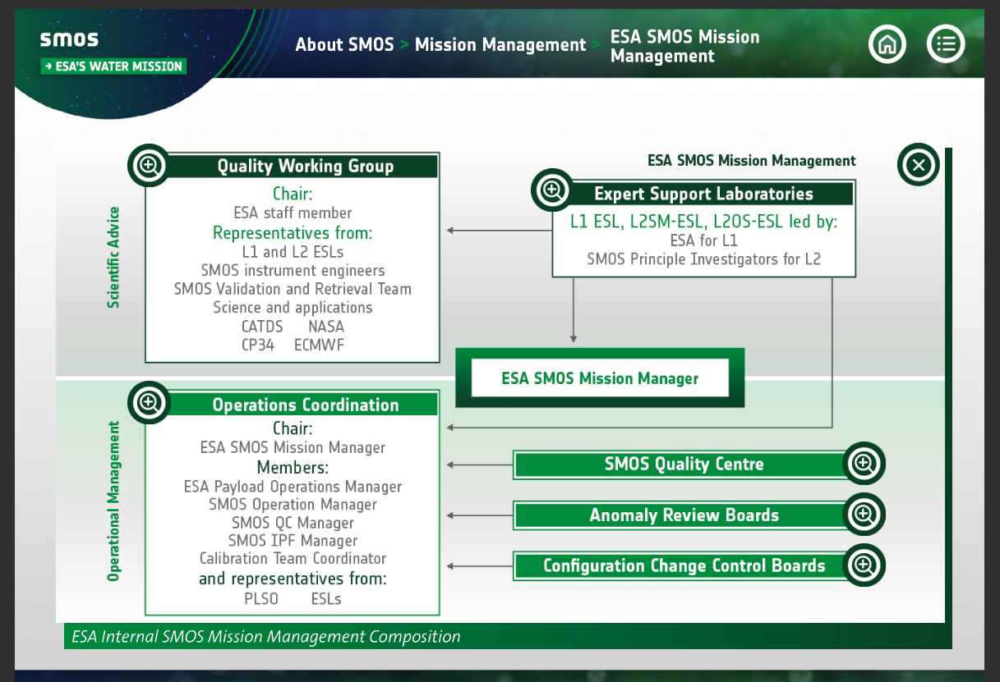 smos
→ ESA'S WATER MISSION
About SMOS > Mission Management > ESA SMOS Mission
Management
Scientific Advice
Quality Working Group
Chair:
ESA staff member
Representatives from:
L1 and L2 ESLs
SMOS instrument engineers
SMOS Validation and Retrieval Team
Science and applications
CATDS NASA
CP34 ECMWF
ESA SMOS Mission Management
Expert Support Laboratories
L1 ESL, L2SM-ESL, L2OS-ESL led by:
ESA for L1
SMOS Principle Investigators for L2
ESA SMOS Mission Manager
Operational Management
Operations Coordination
Chair:
ESA SMOS Mission Manager
Members:
ESA Payload Operations Manager
SMOS Operation Manager
SMOS QC Manager
SMOS IPF Manager
Calibration Team Coordinator
and representatives from:
PLSO ESLs
SMOS Quality Centre
Anomaly Review Boards
Configuration Change Control Boards
ESA Internal SMOS Mission Management Composition